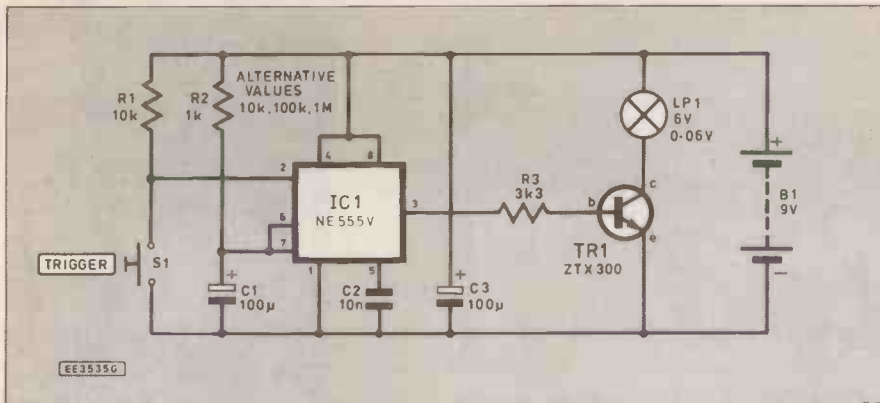 ALTERNATIVE
VALUES
10k, 100k, 1M
R1
10k
R2
1k
LP1
6V
0·06V
4
8
2
IC1
NE555V
3
R3
3k3
6
7
b
c
e
TR1
ZTX300
+
B1
9V
−
TRIGGER
S1
+
C1
100µ
1
5
C2
10n
+
C3
100µ
EE3535G